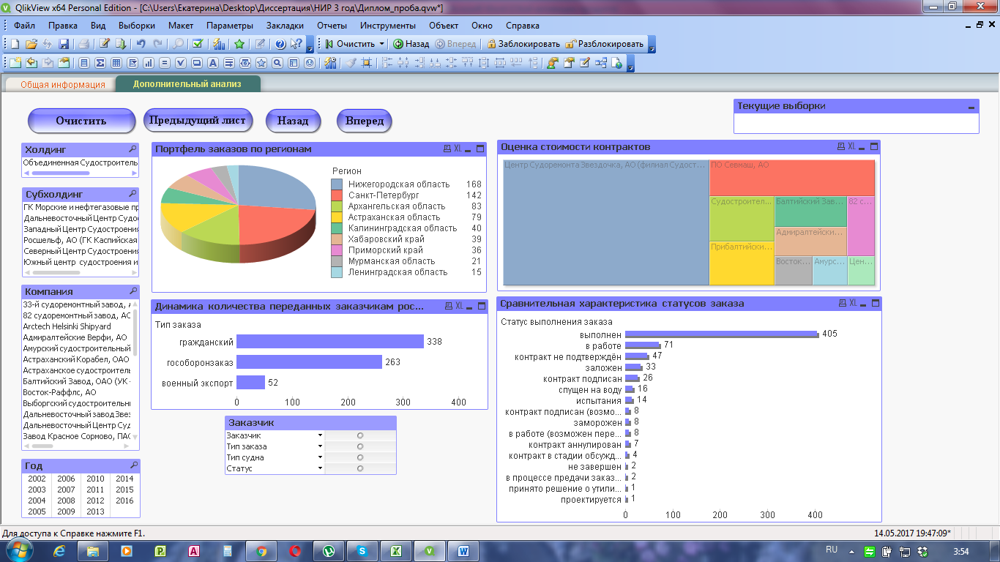 QlikView x64 Personal Edition - [C:\Users\Екатерина\Desktop\Диссертация\НИР 3 год\Диплом_проба.qvw*]
Файл Правка Вид Выборки Макет Параметры Закладки Отчеты Инструменты Объект Окно Справка
Очистить Назад Вперед Заблокировать Разблокировать
Общая информация Дополнительный анализ
Очистить Предыдущий лист Назад Вперед
Текущие выборки
Холдинг
Объединенная Судостроитель
Субхолдинг
ГК Морские и нефтегазовые пр
Дальневосточный Центр Судо
Западный Центр Судостроения
Росшельф, АО (ГК Каспийская
Северный Центр Судостроения
Южный центр судостроения и
Компания
33-й судоремонтный завод, А
82 судоремонтный завод, АО
Arctech Helsinki Shipyard
Адмиралтейские Верфи, АО
Амурский судостроительный
Астраханский Корабел, ОАО
Астраханское судостроитель
Балтийский Завод, ОАО (УК -
Восток-Раффлс, АО
Выборгский судостроительны
Дальневосточный завод Звез
Дальневосточный Центр Суд
Завод Красное Сормово, ПАО
Год
2002 2006 2010 2014
2003 2007 2011 2015
2004 2008 2012 2016
2005 2009 2013
Портфель заказов по регионам XL
Регион
Нижегородская область 168
Санкт-Петербург 142
Архангельская область 83
Астраханская область 79
Калининградская область 40
Хабаровский край 39
Приморский край 36
Мурманская область 21
Ленинградская область 15
Оценка стоимости контрактов XL
Центр Судоремонта Звездочка, АО (филиал Судост...
ПО Севмаш, АО
Судостроител... Балтийский Зав... 82 с...
Адмиралтейски...
Прибалтийски...
Восток... Амурс... Цен...
Динамика количества переданных заказчикам рос... XL
Тип заказа
гражданский 338
гособоронзаказ 263
военный экспорт 52
0 100 200 300 400
Заказчик
Заказчик
Тип заказа
Тип судна
Статус
Сравнительная характеристика статусов заказа XL
Статус выполнения заказа
выполнен 405
в работе 71
контракт не подтверждён 47
заложен 33
контракт подписан 26
спущен на воду 16
испытания 14
контракт подписан (возмо... 8
заморожен 8
в работе (возможен пере... 8
контракт аннулирован 7
контракт в стадии обсужд... 4
не завершен 2
в процессе предачи заказ... 2
принято решение о утили... 1
проектируется 1
0 100 200 300 400
Для доступа к Справке нажмите F1. 14.05.2017 19:47:09*
RU 3:54